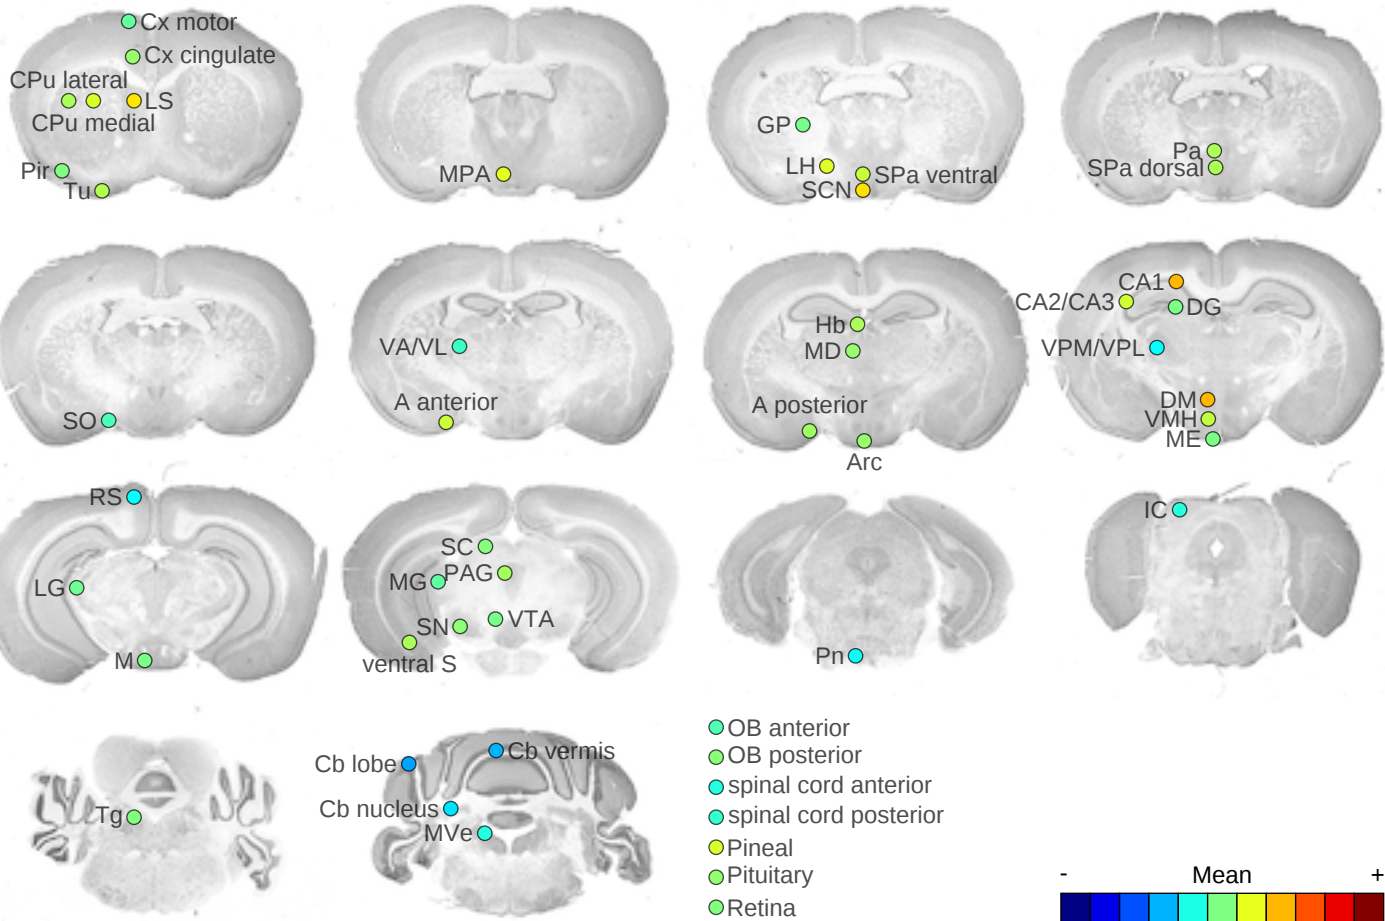 Cx motor
Cx cingulate
CPu lateral
LS
CPu medial
Pir
Tu
MPA
GP
LH
SPa ventral
SCN
Pa
SPa dorsal
SO
VA/VL
A anterior
Hb
MD
A posterior
Arc
CA1
CA2/CA3
DG
VPM/VPL
DM
VMH
ME
RS
LG
M
SC
MG
PAG
SN
VTA
ventral S
Pn
IC
Tg
Cb lobe
Cb vermis
Cb nucleus
MVe
OB anterior
OB posterior
spinal cord anterior
spinal cord posterior
Pineal
Pituitary
Retina
- Mean +